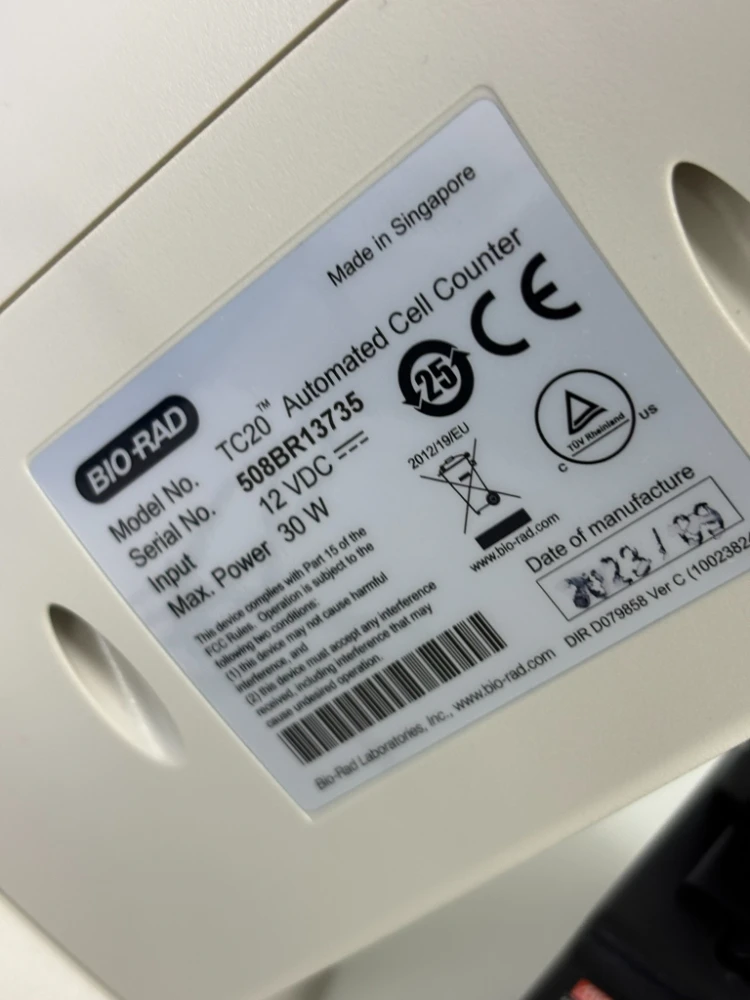 Made in Singapore
BIO-RAD
Model No. TC20™ Automated Cell Counter
Serial No. 508BR13735
Input 12 VDC
Max. Power 30 W
25
CE
2012/19/EU
TÜV Rheinland
C US
www.bio-rad.com
This device complies with Part 15 of the
FCC Rules. Operation is subject to the
following two conditions:
(1) this device may not cause harmful
interference, and
(2) this device must accept any interference
received, including interference that may
cause undesired operation.
Date of manufacture
Bio-Rad Laboratories, Inc., www.bio-rad.com
DIR D079858 Ver C